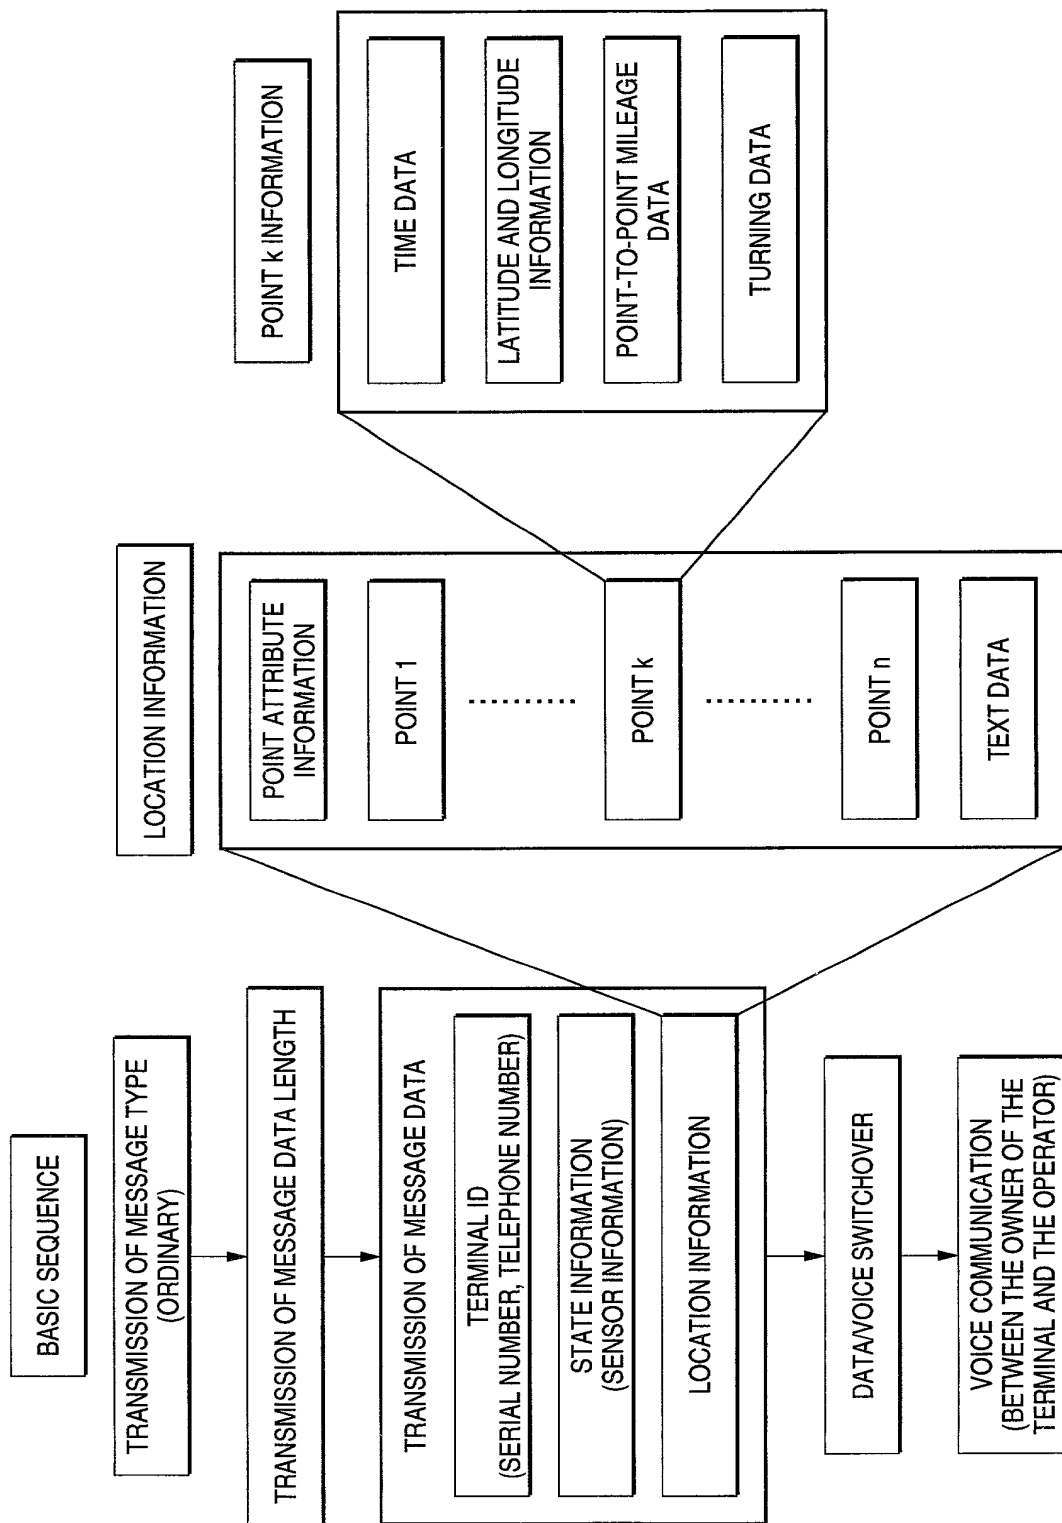 BASIC SEQUENCE
TRANSMISSION OF MESSAGE TYPE
(ORDINARY)
TRANSMISSION OF MESSAGE DATA LENGTH
TRANSMISSION OF MESSAGE DATA
TERMINAL ID
(SERIAL NUMBER, TELEPHONE NUMBER)
STATE INFORMATION
(SENSOR INFORMATION)
LOCATION INFORMATION
DATA/VOICE SWITCHOVER
VOICE COMMUNICATION
(BETWEEN THE OWNER OF THE
TERMINAL AND THE OPERATOR)
LOCATION INFORMATION
POINT ATTRIBUTE
INFORMATION
POINT 1
POINT k
POINT n
TEXT DATA
POINT k INFORMATION
TIME DATA
LATITUDE AND LONGITUDE
INFORMATION
POINT-TO-POINT MILEAGE
DATA
TURNING DATA